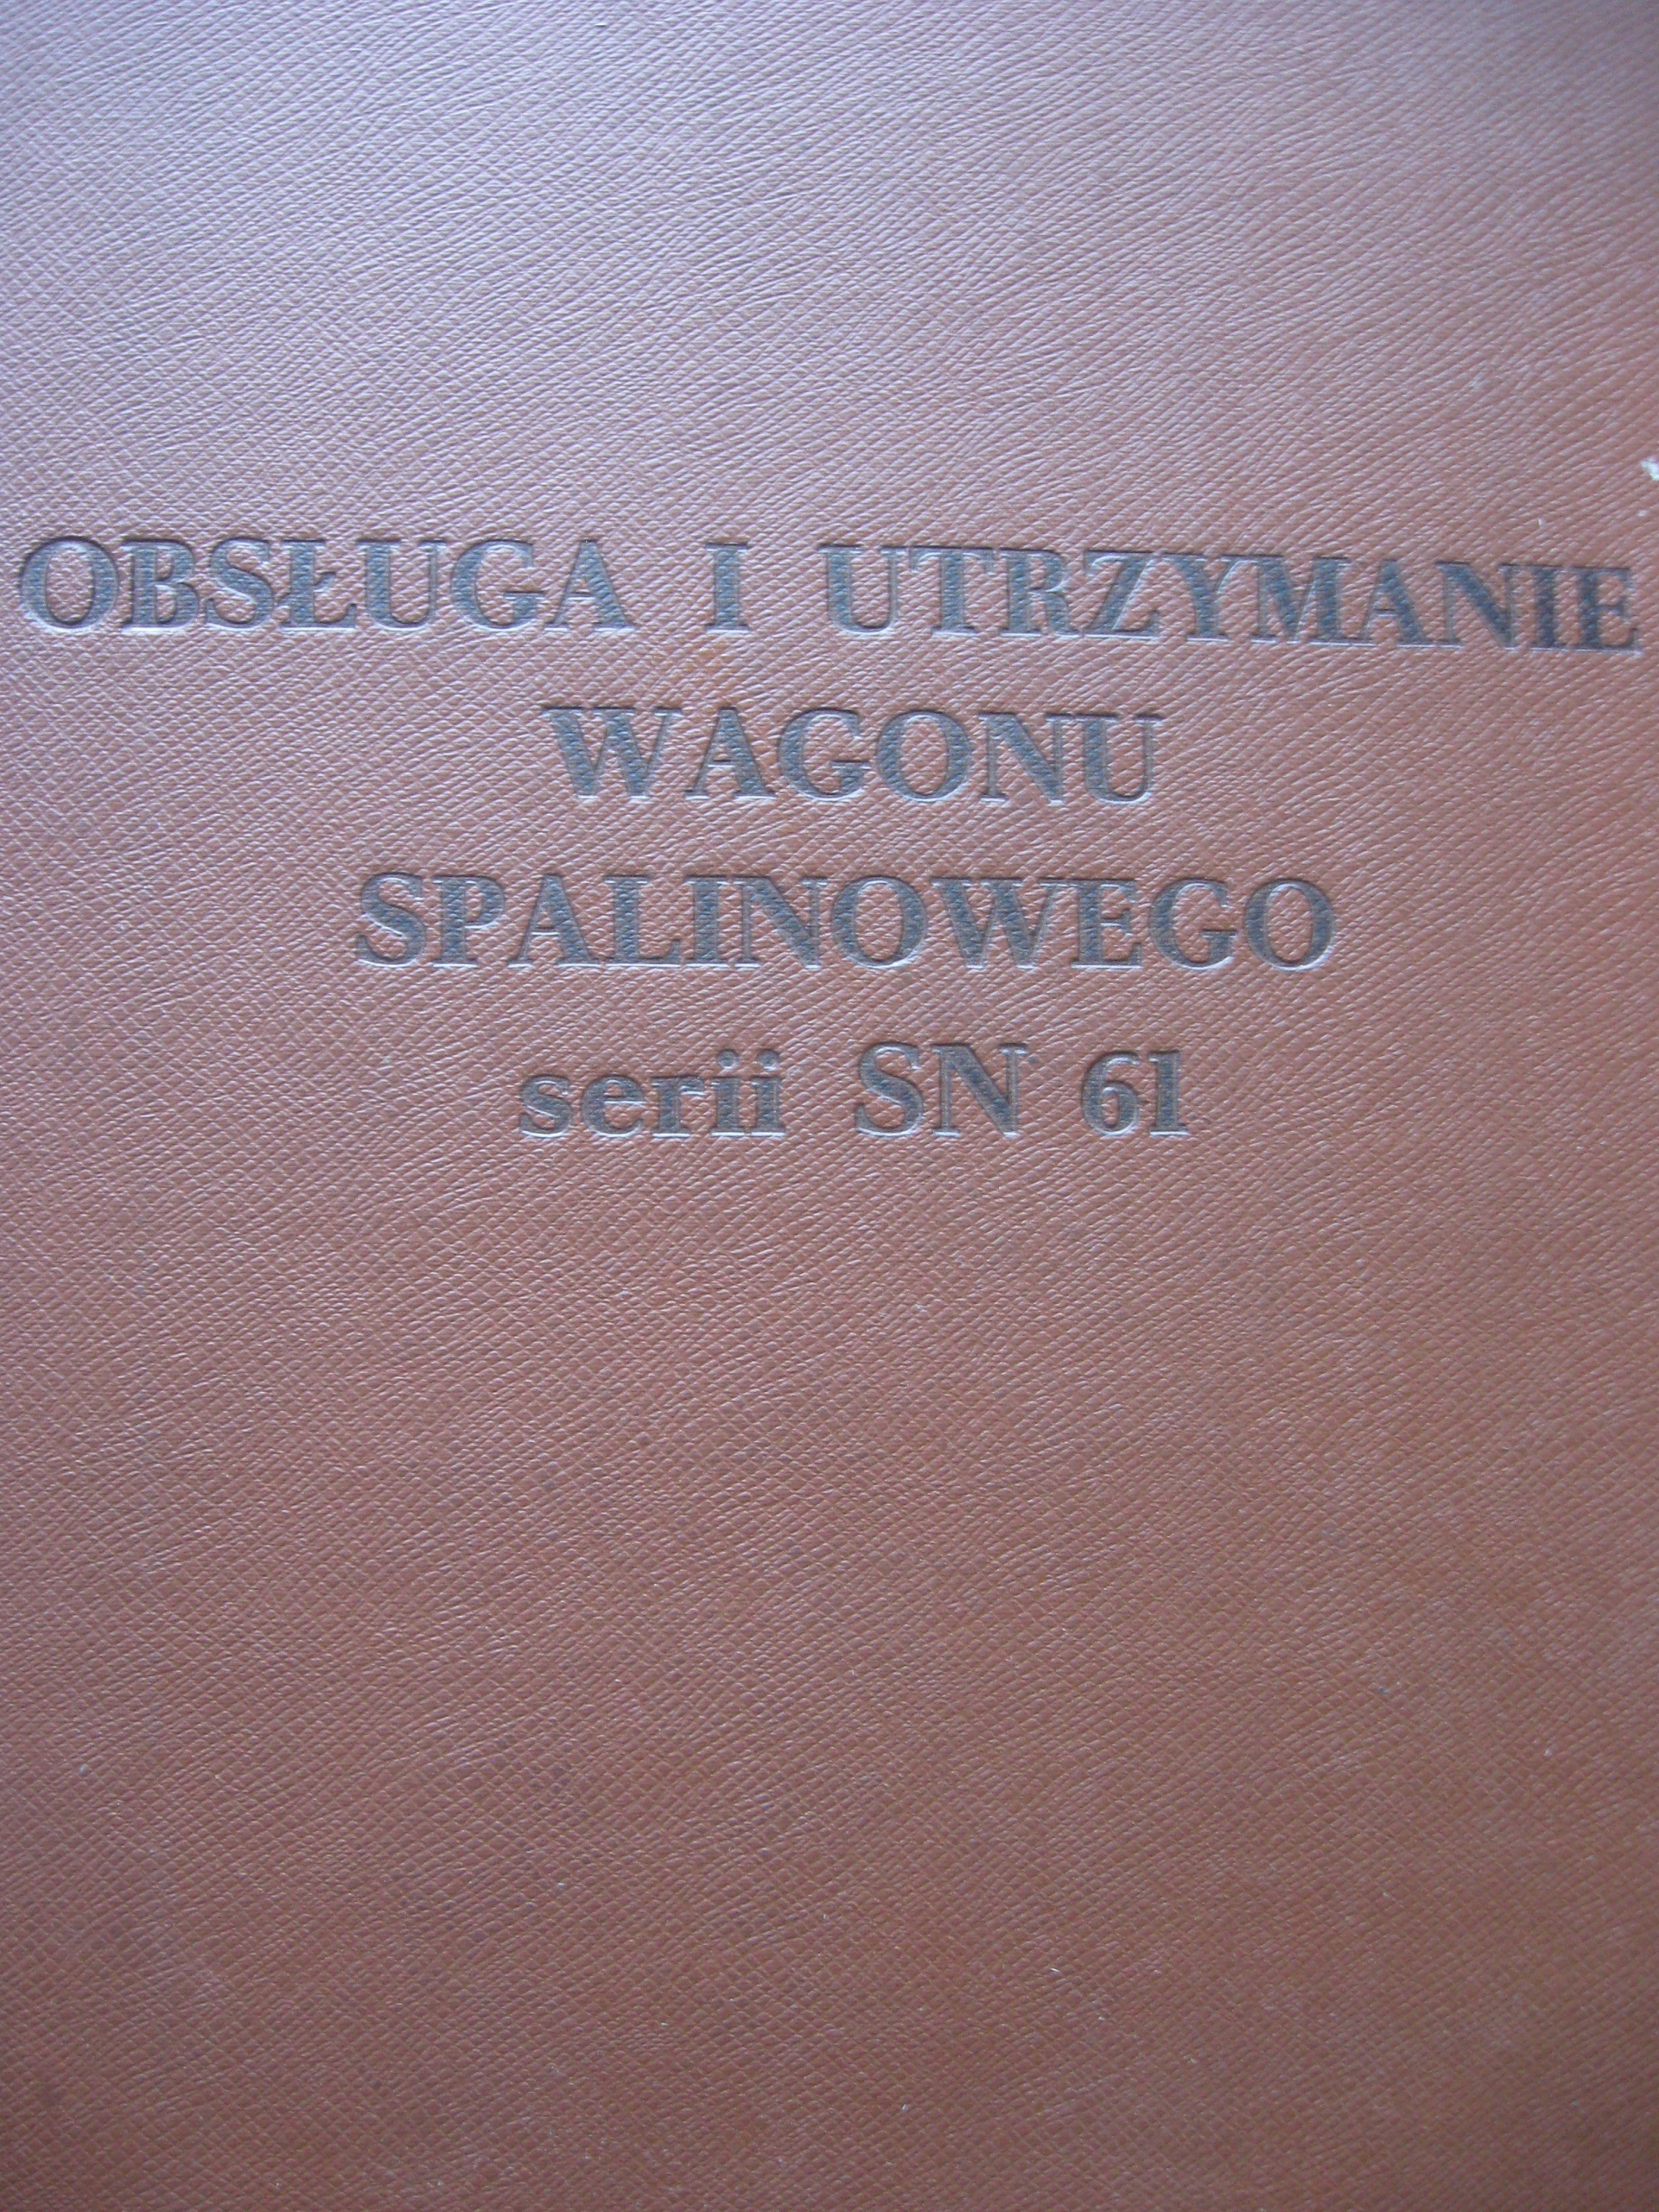 OBSŁUGA I UTRZYMANIE
WAGONU
SPALINOWEGO
serii SN 61